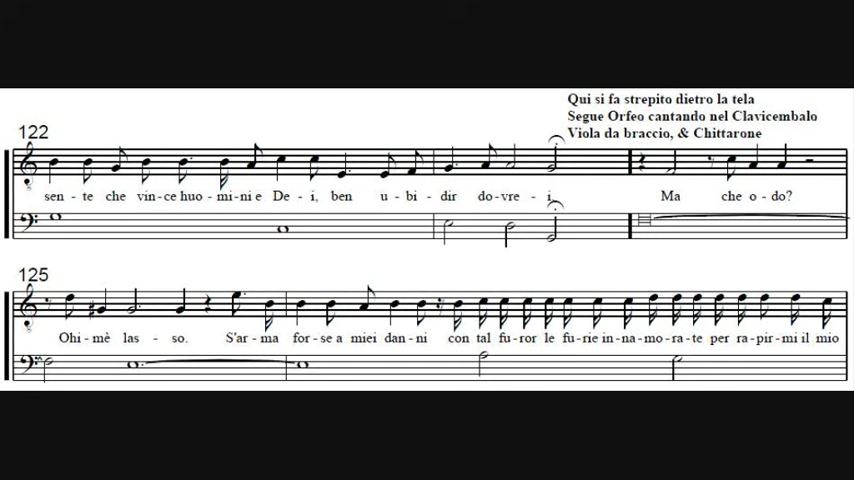 Qui si fa strepito dietro la tela
Segue Orfeo cantando nel Clavicembalo
Viola da braccio, & Chittarone
122
sen - te che vin - ce huo - mi - ni e De - i, ben u - bi - dir do - vre - i. Ma che o - do?
125
Ohi - mè las - so. S'ar - ma for - se a miei dan - ni con tal fu - ror le fu - rie in - na - mo - ra - te per ra - pir - mi il mio